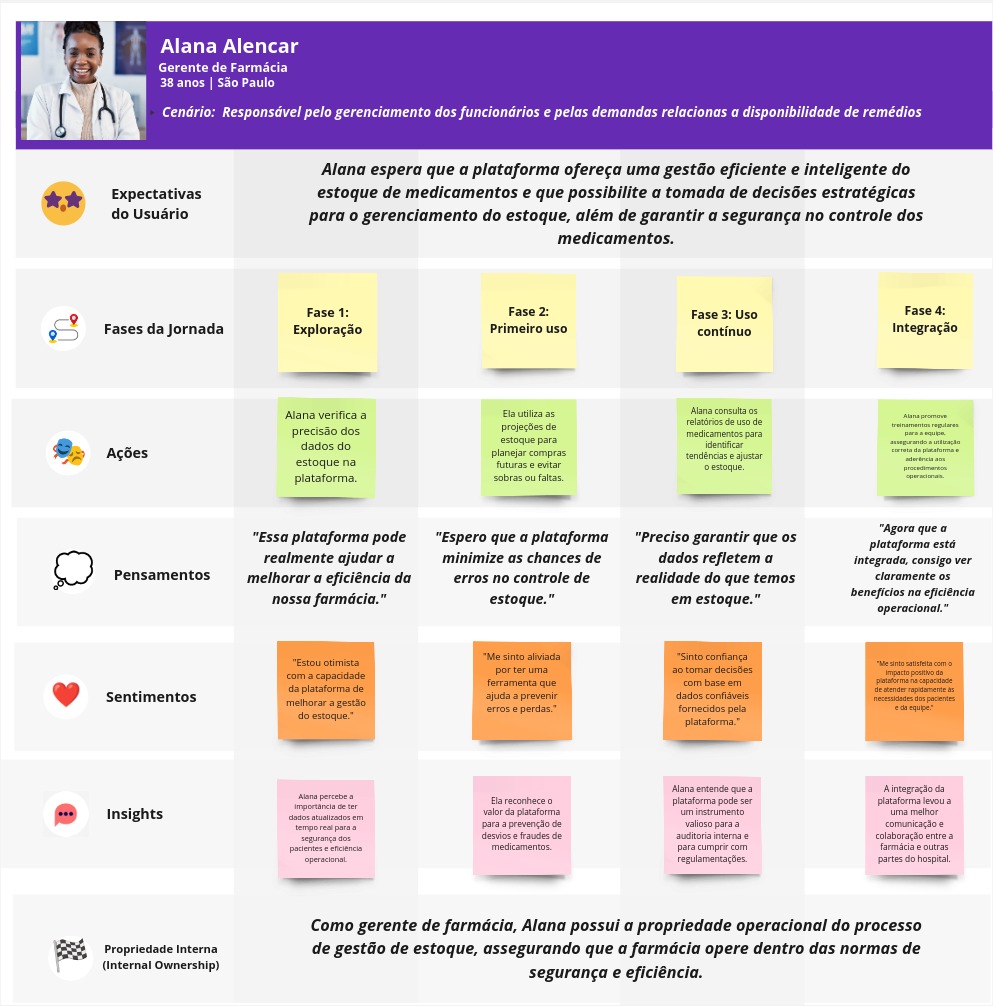 Alana Alencar
Gerente de Farmácia
38 anos | São Paulo
Cenário: Responsável pelo gerenciamento dos funcionários e pelas demandas relacionas a disponibilidade de remédios
Expectativas
do Usuário
Alana espera que a plataforma ofereça uma gestão eficiente e inteligente do
estoque de medicamentos e que possibilite a tomada de decisões estratégicas
para o gerenciamento do estoque, além de garantir a segurança no controle dos
medicamentos.
Fases da Jornada
Fase 1:
Exploração
Fase 2:
Primeiro uso
Fase 3: Uso
contínuo
Fase 4:
Integração
Ações
Alana verifica a
precisão dos
dados do
estoque na
plataforma.
Ela utiliza as
projeções de
estoque para
planejar compras
futuras e evitar
sobras ou faltas.
Alana consulta os
relatórios de uso de
medicamentos para
identificar
tendências e ajustar
o estoque.
Alana promove
treinamentos regulares
para a equipe,
assegurando a utilização
correta da plataforma e
aderência aos
procedimentos
operacionais.
Pensamentos
"Essa plataforma pode
realmente ajudar a
melhorar a eficiência da
nossa farmácia."
"Espero que a plataforma
minimize as chances de
erros no controle de
estoque."
"Preciso garantir que os
dados refletem a
realidade do que temos
em estoque."
"Agora que a
plataforma está
integrada, consigo ver
claramente os
benefícios na eficiência
operacional."
Sentimentos
"Estou otimista
com a capacidade
da plataforma de
melhorar a gestão
do estoque."
"Me sinto aliviada
por ter uma
ferramenta que
ajuda a prevenir
erros e perdas."
"Sinto confiança
ao tomar decisões
com base em
dados confiáveis
fornecidos pela
plataforma."
"Me sinto satisfeita com o
impacto positivo da
plataforma na capacidade
de atender rapidamente às
necessidades dos pacientes
e da equipe."
Insights
Alana percebe a
importância de ter
dados atualizados em
tempo real para a
segurança dos
pacientes e eficiência
operacional.
Ela reconhece o
valor da plataforma
para a prevenção de
desvios e fraudes de
medicamentos.
Alana entende que a
plataforma pode ser
um instrumento
valioso para a
auditoria interna e
para cumprir com
regulamentações.
A integração da
plataforma levou a
uma melhor
comunicação e
colaboração entre a
farmácia e outras
partes do hospital.
Propriedade Interna
(Internal Ownership)
Como gerente de farmácia, Alana possui a propriedade operacional do processo
de gestão de estoque, assegurando que a farmácia opere dentro das normas de
segurança e eficiência.